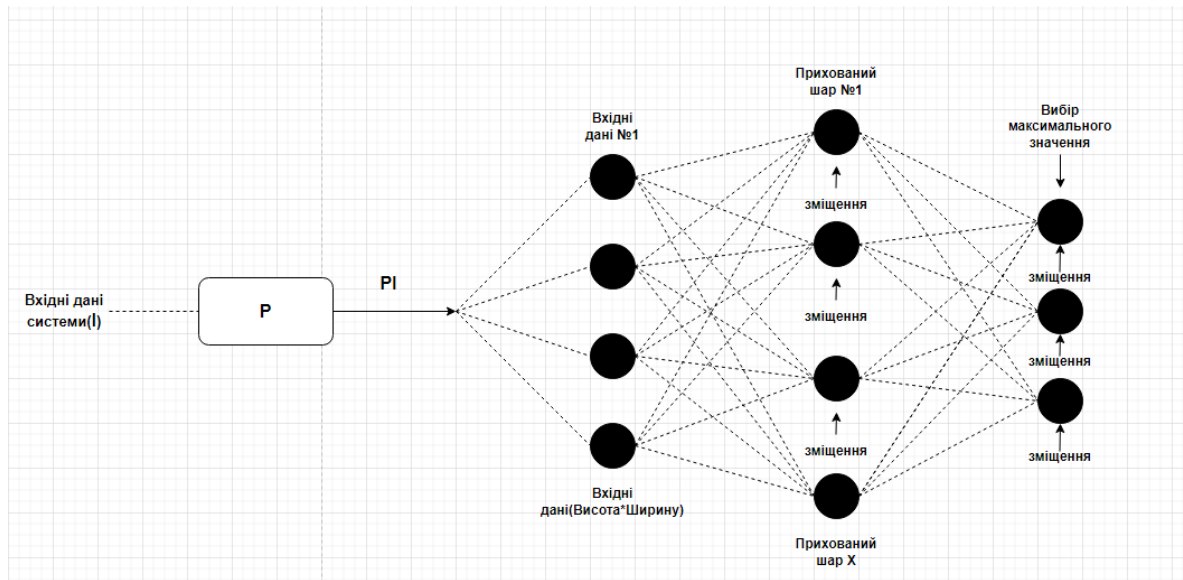 Вхідні дані
системи(І)
P
PI
Вхідні
дані №1
Вхідні
дані(Висота*Ширину)
Прихований
шар №1
зміщення
зміщення
зміщення
Прихований
шар X
Вибір
максимального
значення
зміщення
зміщення
зміщення